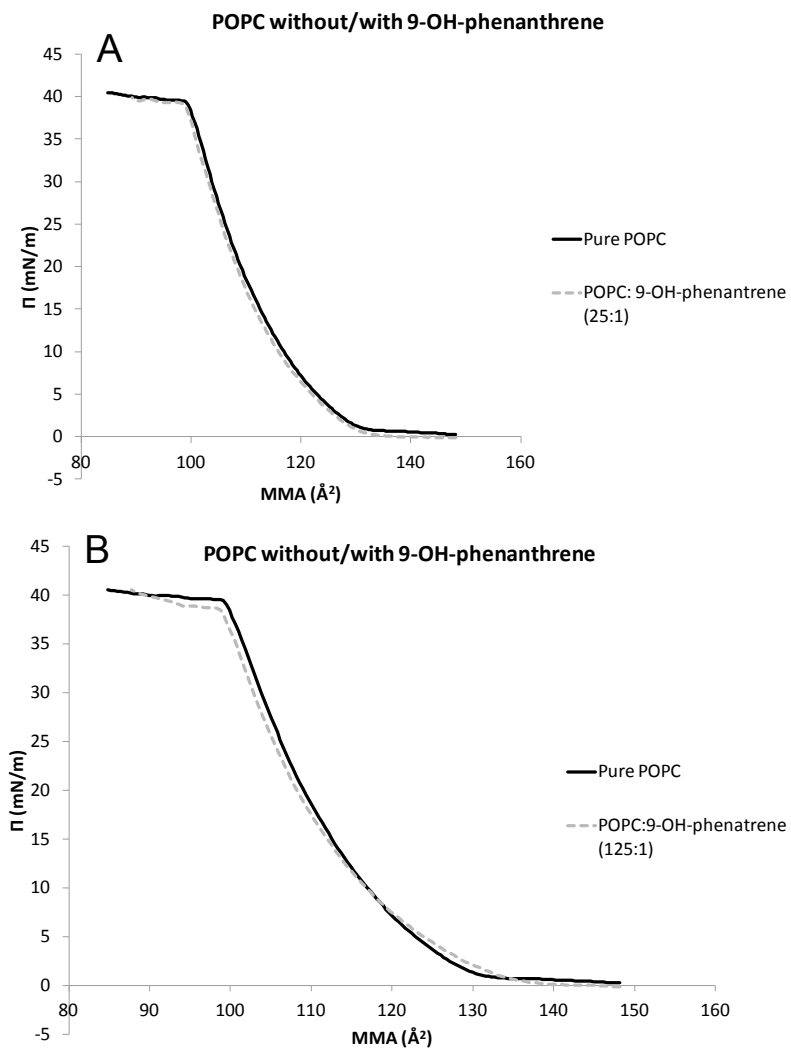 POPC without/with 9-OH-phenanthrene
A
45
40
35
30
25
20
15
10
5
0
-5
Π (mN/m)
80 100 120 140 160
MMA (Å²)
Pure POPC
POPC: 9-OH-phenantrene
(25:1)
B
POPC without/with 9-OH-phenanthrene
45
40
35
30
25
20
15
10
5
0
-5
Π (mN/m)
80 90 100 110 120 130 140 150 160
MMA (Å²)
Pure POPC
POPC:9-OH-phenatrene
(125:1)